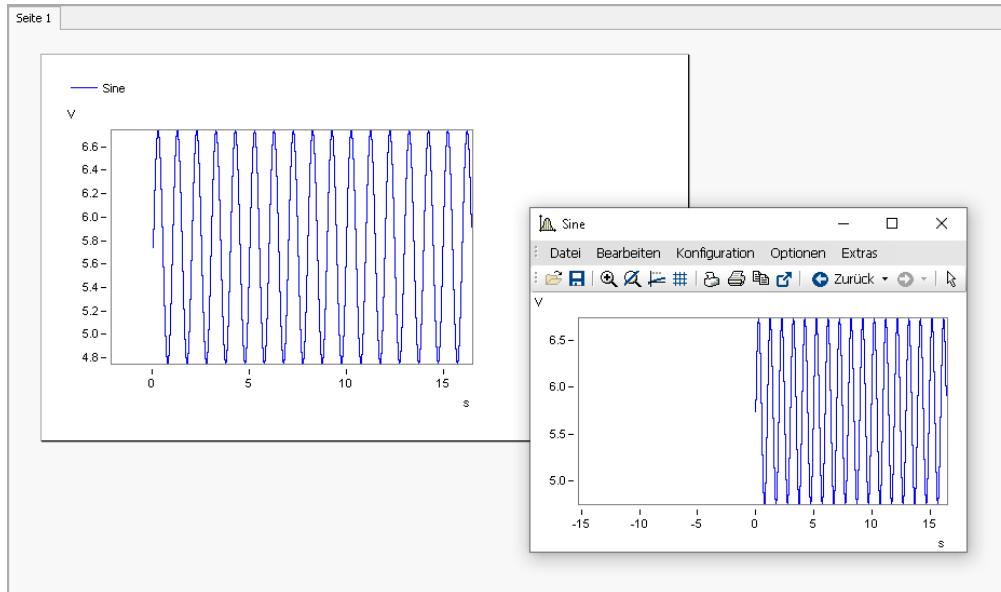 Seite 1
Sine
V
6.6
6.4
6.2
6.0
5.8
5.6
5.4
5.2
5.0
4.8
0 5 10 15
s
Sine
Datei Bearbeiten Konfiguration Optionen Extras
Zurück
V
6.5
6.0
5.5
5.0
-15 -10 -5 0 5 10 15
s